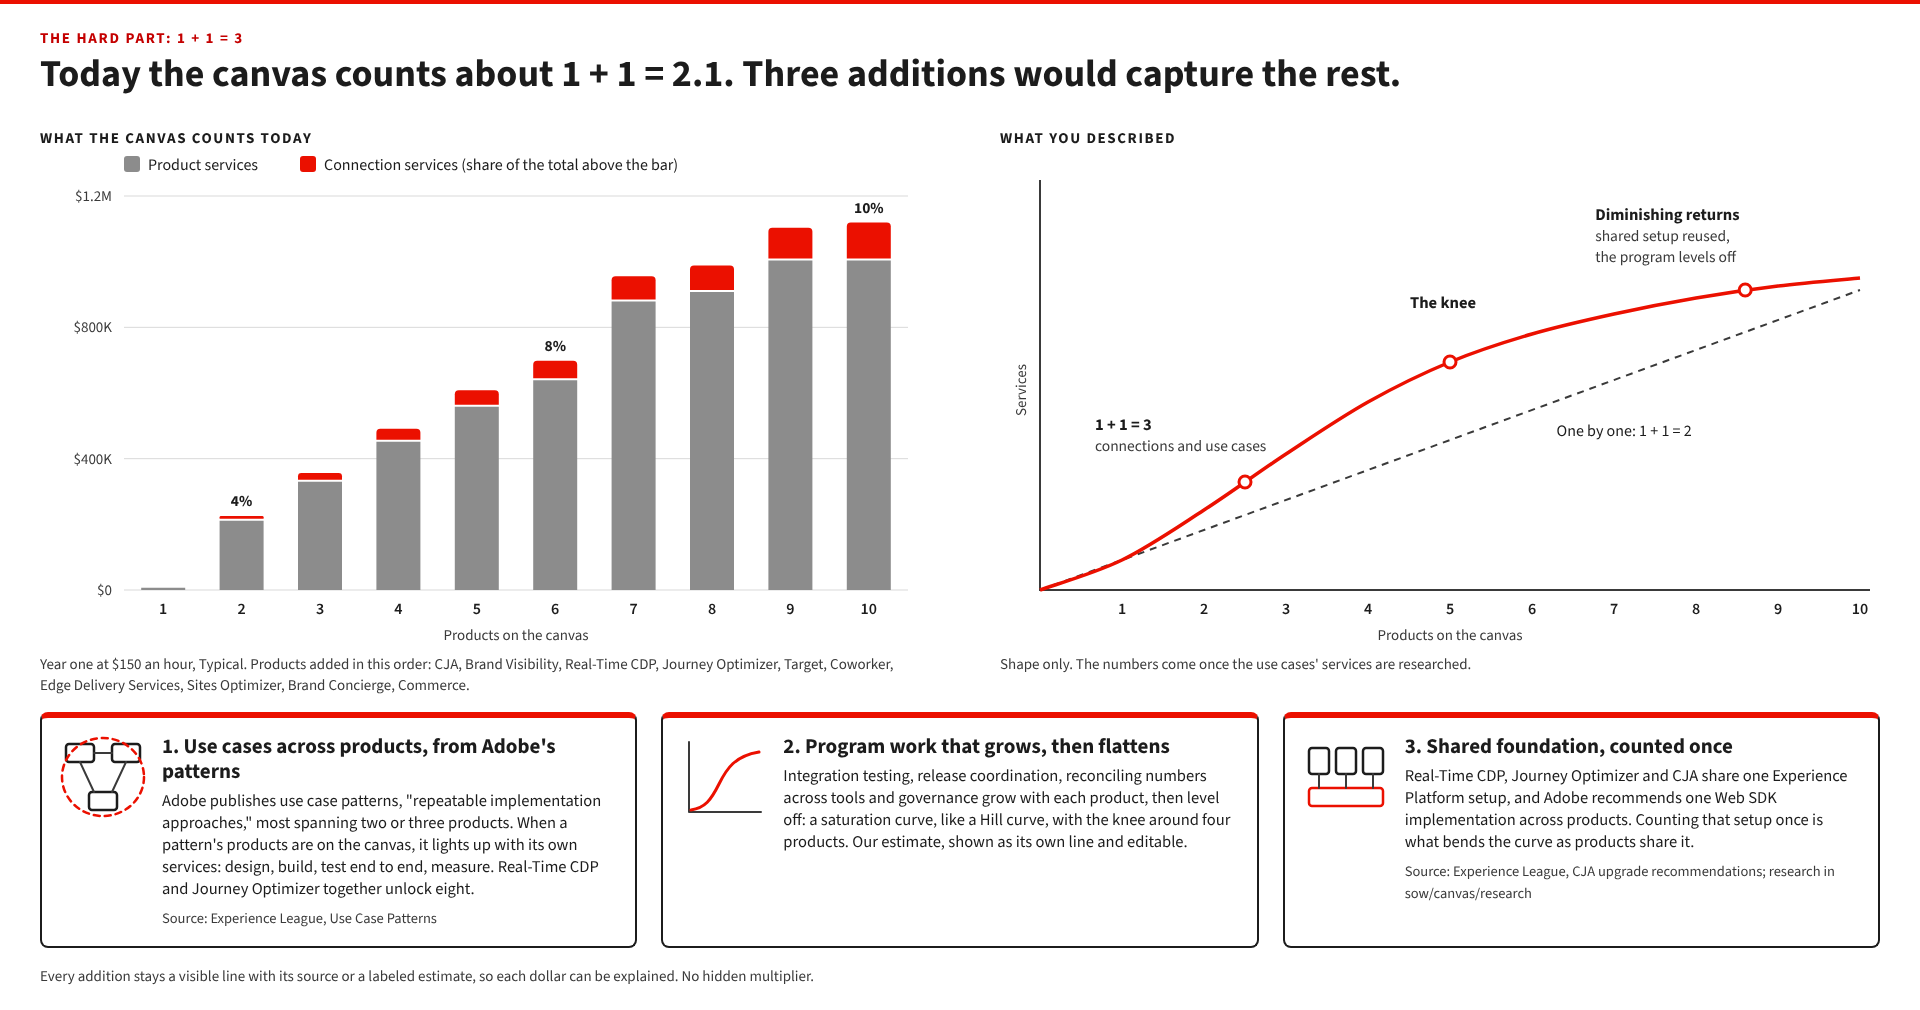 THE HARD PART: 1 + 1 = 3
Today the canvas counts about 1 + 1 = 2.1. Three additions would capture the rest.
WHAT THE CANVAS COUNTS TODAY
Product services
Connection services (share of the total above the bar)
$1.2M
$800K
$400K
$0
4%
8%
10%
1 2 3 4 5 6 7 8 9 10
Products on the canvas
Year one at $150 an hour, Typical. Products added in this order: CJA, Brand Visibility, Real-Time CDP, Journey Optimizer, Target, Coworker,
Edge Delivery Services, Sites Optimizer, Brand Concierge, Commerce.
WHAT YOU DESCRIBED
Services
Diminishing returns
shared setup reused,
the program levels off
The knee
1 + 1 = 3
connections and use cases
One by one: 1 + 1 = 2
1 2 3 4 5 6 7 8 9 10
Products on the canvas
Shape only. The numbers come once the use cases' services are researched.
1. Use cases across products, from Adobe's
patterns
Adobe publishes use case patterns, "repeatable implementation
approaches," most spanning two or three products. When a
pattern's products are on the canvas, it lights up with its own
services: design, build, test end to end, measure. Real-Time CDP
and Journey Optimizer together unlock eight.
Source: Experience League, Use Case Patterns
2. Program work that grows, then flattens
Integration testing, release coordination, reconciling numbers
across tools and governance grow with each product, then level
off: a saturation curve, like a Hill curve, with the knee around four
products. Our estimate, shown as its own line and editable.
3. Shared foundation, counted once
Real-Time CDP, Journey Optimizer and CJA share one Experience
Platform setup, and Adobe recommends one Web SDK
implementation across products. Counting that setup once is
what bends the curve as products share it.
Source: Experience League, CJA upgrade recommendations; research in
sow/canvas/research
Every addition stays a visible line with its source or a labeled estimate, so each dollar can be explained. No hidden multiplier.